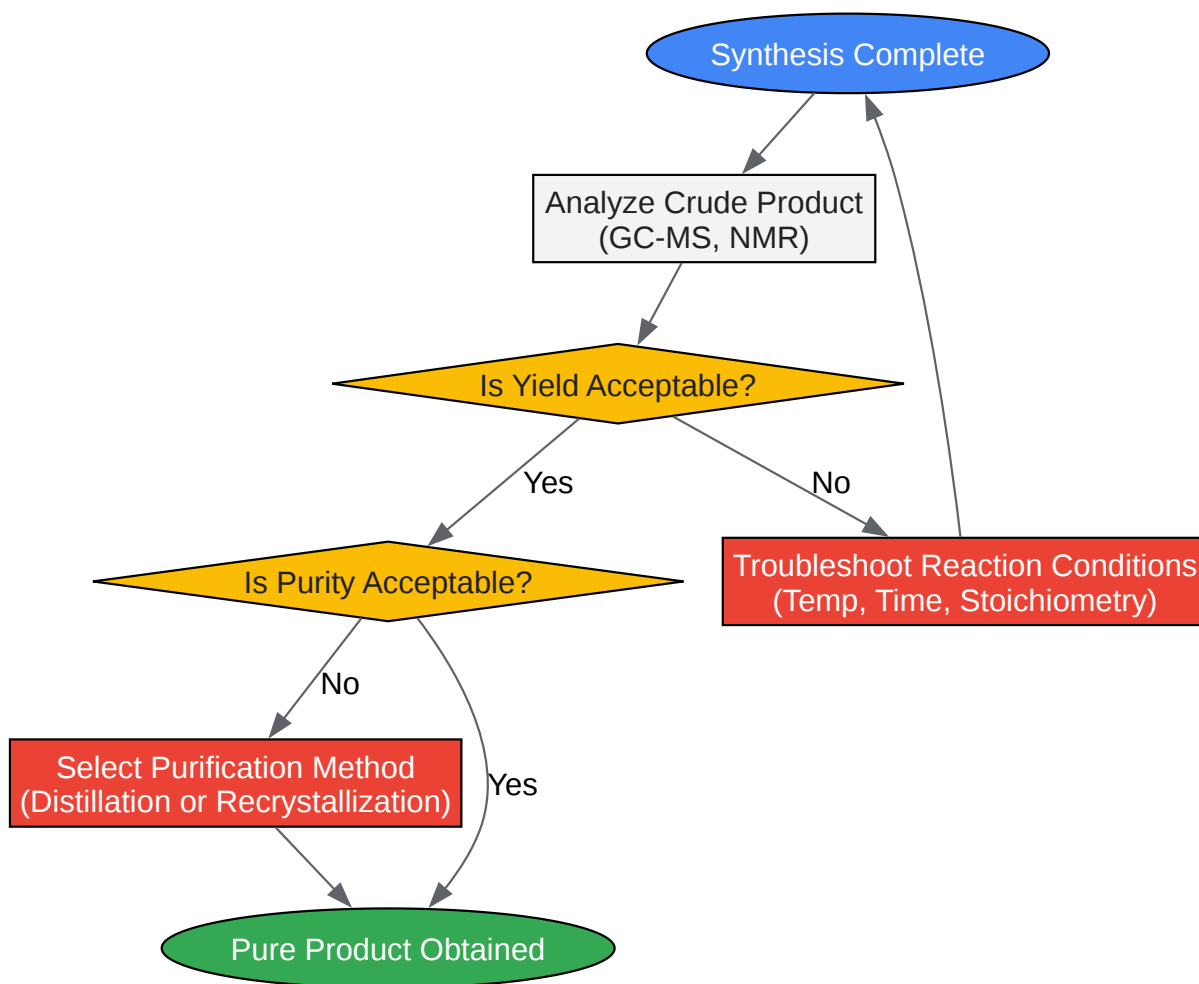 Synthesis Complete
Analyze Crude Product
(GC-MS, NMR)
Is Yield Acceptable?
Yes
No
Is Purity Acceptable?
Troubleshoot Reaction Conditions
(Temp, Time, Stoichiometry)
No
Select Purification Method
(Distillation or Recrystallization)
Yes
Pure Product Obtained